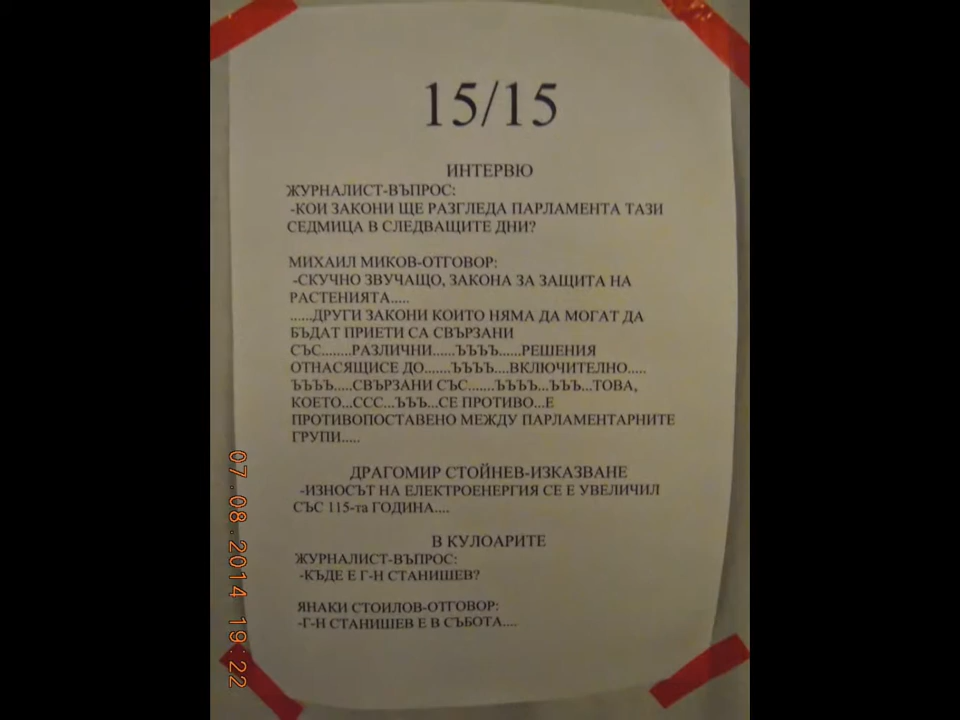 15/15
ИНТЕРВЮ
ЖУРНАЛИСТ-ВЪПРОС:
-КОИ ЗАКОНИ ЩЕ РАЗГЛЕДА ПАРЛАМЕНТА ТАЗИ
СЕДМИЦА В СЛЕДВАЩИТЕ ДНИ?
МИХАИЛ МИКОВ-ОТГОВОР:
-СКУЧНО ЗВУЧАЩО, ЗАКОНА ЗА ЗАЩИТА НА
РАСТЕНИЯТА.....
......ДРУГИ ЗАКОНИ КОИТО НЯМА ДА МОГАТ ДА
БЪДАТ ПРИЕТИ СА СВЪРЗАНИ
СЪС........РАЗЛИЧНИ......ЪЪЪЪ......РЕШЕНИЯ
ОТНАСЯЩИСЕ ДО.......ЪЪЪЪ....ВКЛЮЧИТЕЛНО.....
ЪЪЪЪ.....СВЪРЗАНИ СЪС.......ЪЪЪЪ...ЪЪЪ...ТОВА,
КОЕТО...ССС...ЪЪЪ...СЕ ПРОТИВО...Е
ПРОТИВОПОСТАВЕНО МЕЖДУ ПАРЛАМЕНТАРНИТЕ
ГРУПИ.....
ДРАГОМИР СТОЙНЕВ-ИЗКАЗВАНЕ
-ИЗНОСЪТ НА ЕЛЕКТРОЕНЕРГИЯ СЕ Е УВЕЛИЧИЛ
СЪС 115-та ГОДИНА....
В КУЛОАРИТЕ
ЖУРНАЛИСТ-ВЪПРОС:
-КЪДЕ Е Г-Н СТАНИШЕВ?
ЯНАКИ СТОИЛОВ-ОТГОВОР:
-Г-Н СТАНИШЕВ Е В СЪБОТА....
07.08.2014 19:22